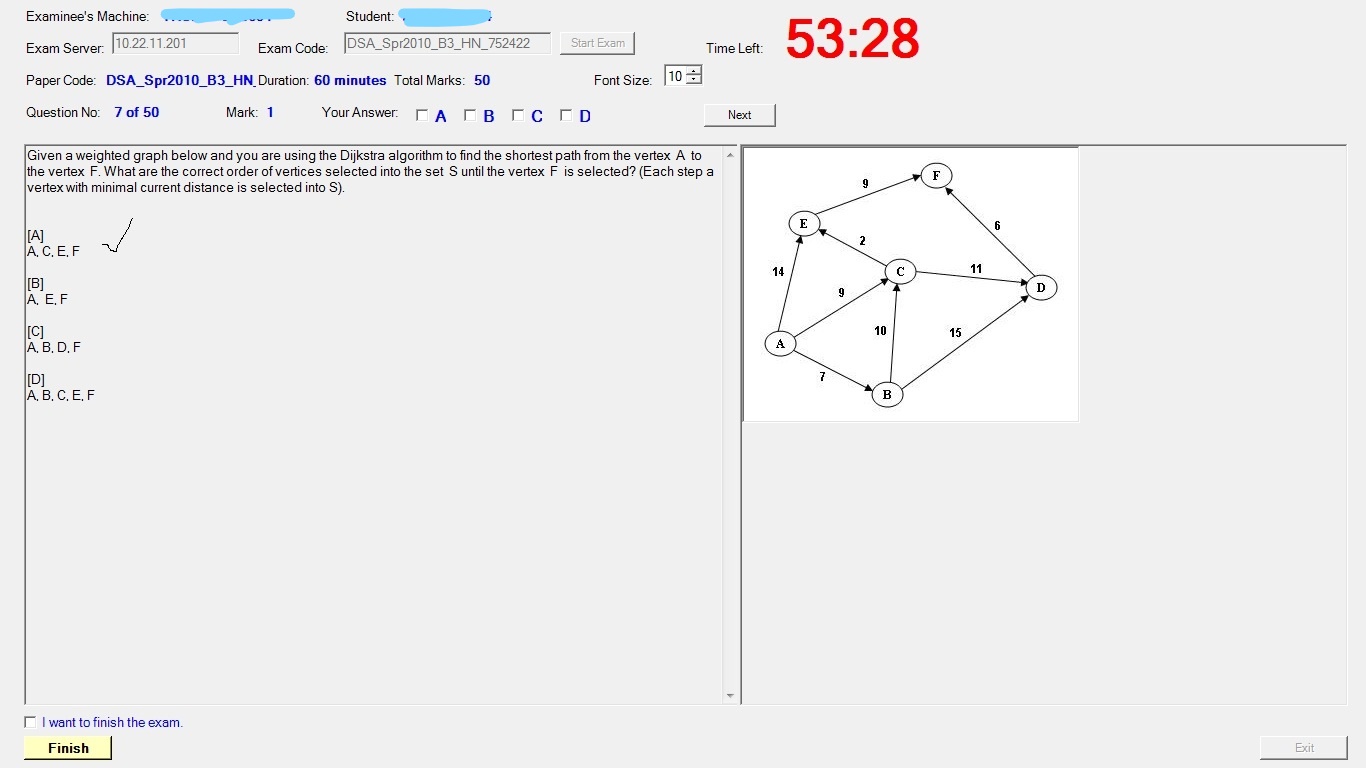 Examinee's Machine: Student:
Exam Server: 10.22.11.201 Exam Code: DSA_Spr2010_B3_HN_752422 Start Exam Time Left: 53:28
Paper Code: DSA_Spr2010_B3_HN_ Duration: 60 minutes Total Marks: 50 Font Size: 10
Question No: 7 of 50 Mark: 1 Your Answer: A B C D Next
Given a weighted graph below and you are using the Dijkstra algorithm to find the shortest path from the vertex A to
the vertex F. What are the correct order of vertices selected into the set S until the vertex F is selected? (Each step a
vertex with minimal current distance is selected into S).
[A]
A, C, E, F
[B]
A, E, F
[C]
A, B, D, F
[D]
A, B, C, E, F
F
9
E
6
2
14
C
11
D
9
10
15
A
7
B
I want to finish the exam.
Finish Exit